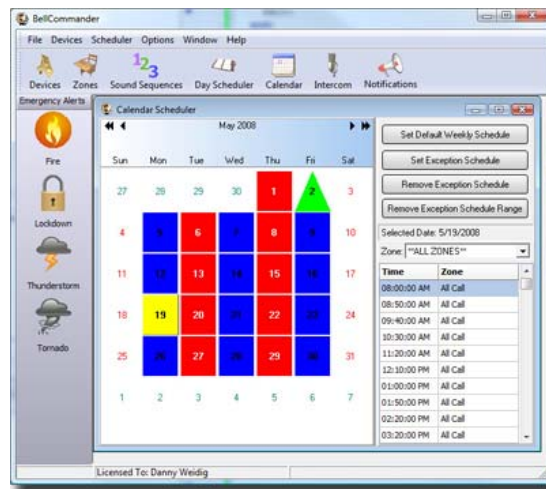 BellCommander
File Devices Scheduler Options Window Help
Devices Zones Sound Sequences Day Scheduler Calendar Intercom Notifications
Emergency Alerts
Fire
Lockdown
Thunderstorm
Tornado
Calendar Scheduler
May 2008
Sun Mon Tue Wed Thu Fri Sat
27 28 29 30 1 2 3
4 5 6 7 8 9 10
11 12 13 14 15 16 17
18 19 20 21 22 23 24
25 26 27 28 29 30 31
1 2 3 4 5 6 7
Set Default Weekly Schedule
Set Exception Schedule
Remove Exception Schedule
Remove Exception Schedule Range
Selected Date: 5/19/2008
Zone: **ALL ZONES**
Time Zone
08:00:00 AM All Call
08:50:00 AM All Call
09:40:00 AM All Call
10:30:00 AM All Call
11:20:00 AM All Call
12:10:00 PM All Call
01:00:00 PM All Call
01:50:00 PM All Call
02:20:00 PM All Call
03:20:00 PM All Call
Licensed To: Danny Weidig